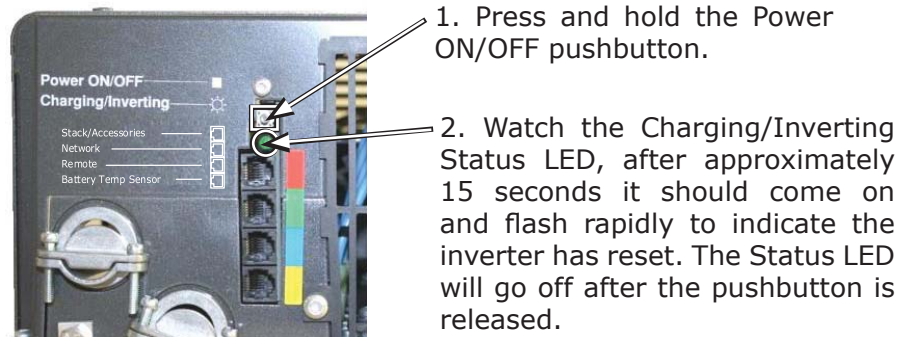 Power ON/OFF
Charging/Inverting
Stack/Accessories
Network
Remote
Battery Temp Sensor
1. Press and hold the Power
ON/OFF pushbutton.
2. Watch the Charging/Inverting
Status LED, after approximately
15 seconds it should come on
and flash rapidly to indicate the
inverter has reset. The Status LED
will go off after the pushbutton is
released.